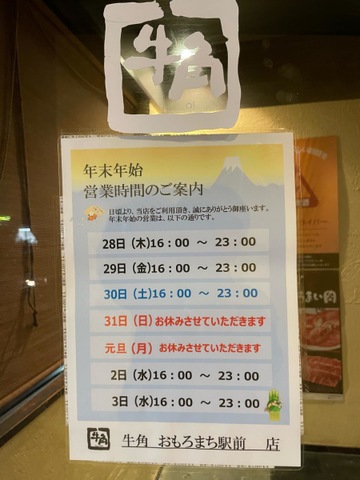 牛角
年末年始
営業時間のご案内
日頃より、当店をご利用頂き、誠にありがとう御座います。
年末年始の営業は、以下の通りです。
28日 (木)16:00 ～ 23:00
29日 (金)16:00 ～ 23:00
30日 (土)16:00 ～ 23:00
31日 (日)お休みさせていただきます
元旦 (月) お休みさせていただきます
2日 (水)16:00 ～ 23:00
3日 (水)16:00 ～ 23:00
牛角 牛角 おもろまち駅前 店